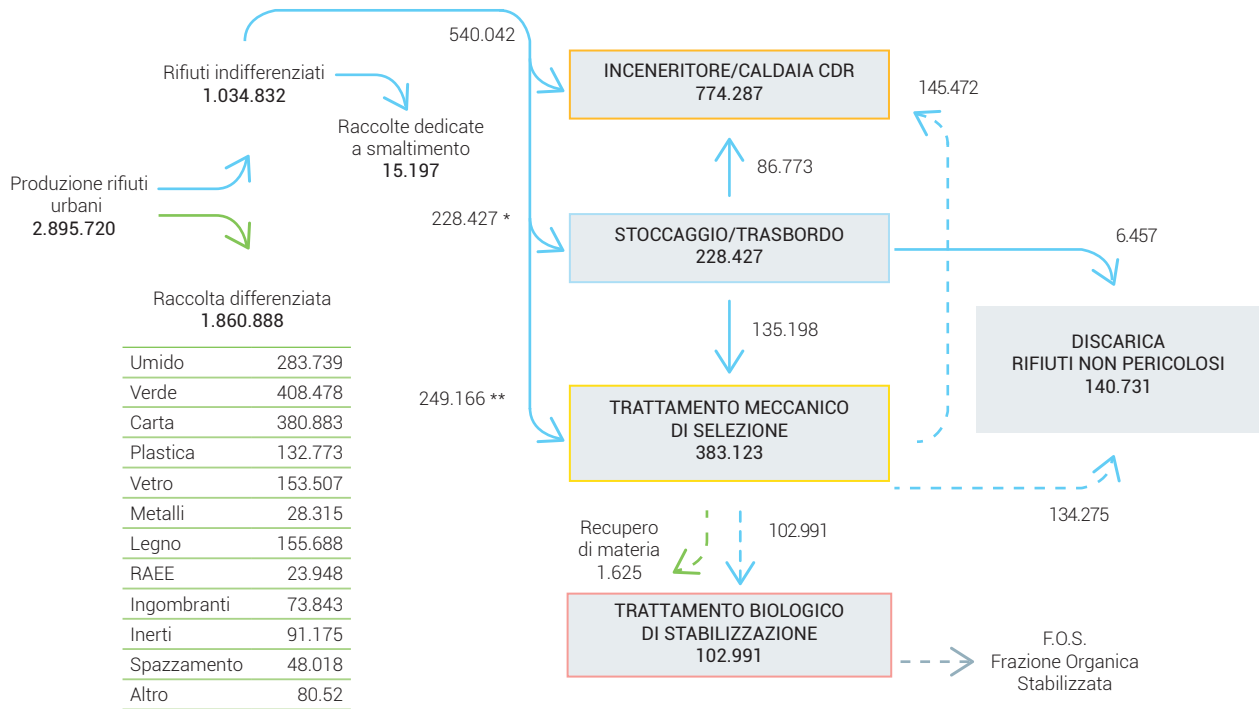 540.042
Rifiuti indifferenziati
1.034.832
Raccolte dedicate
a smaltimento
15.197
Produzione rifiuti
urbani
2.895.720
Raccolta differenziata
1.860.888
Umido 283.739
Verde 408.478
Carta 380.883
Plastica 132.773
Vetro 153.507
Metalli 28.315
Legno 155.688
RAEE 23.948
Ingombranti 73.843
Inerti 91.175
Spazzamento 48.018
Altro 80.52
228.427 *
249.166 **
INCENERITORE/CALDAIA CDR
774.287
145.472
86.773
STOCCAGGIO/TRASBORDO
228.427
6.457
135.198
DISCARICA
RIFIUTI NON PERICOLOSI
140.731
TRATTAMENTO MECCANICO
DI SELEZIONE
383.123
134.275
Recupero
di materia
1.625
102.991
TRATTAMENTO BIOLOGICO
DI STABILIZZAZIONE
102.991
F.O.S.
Frazione Organica
Stabilizzata